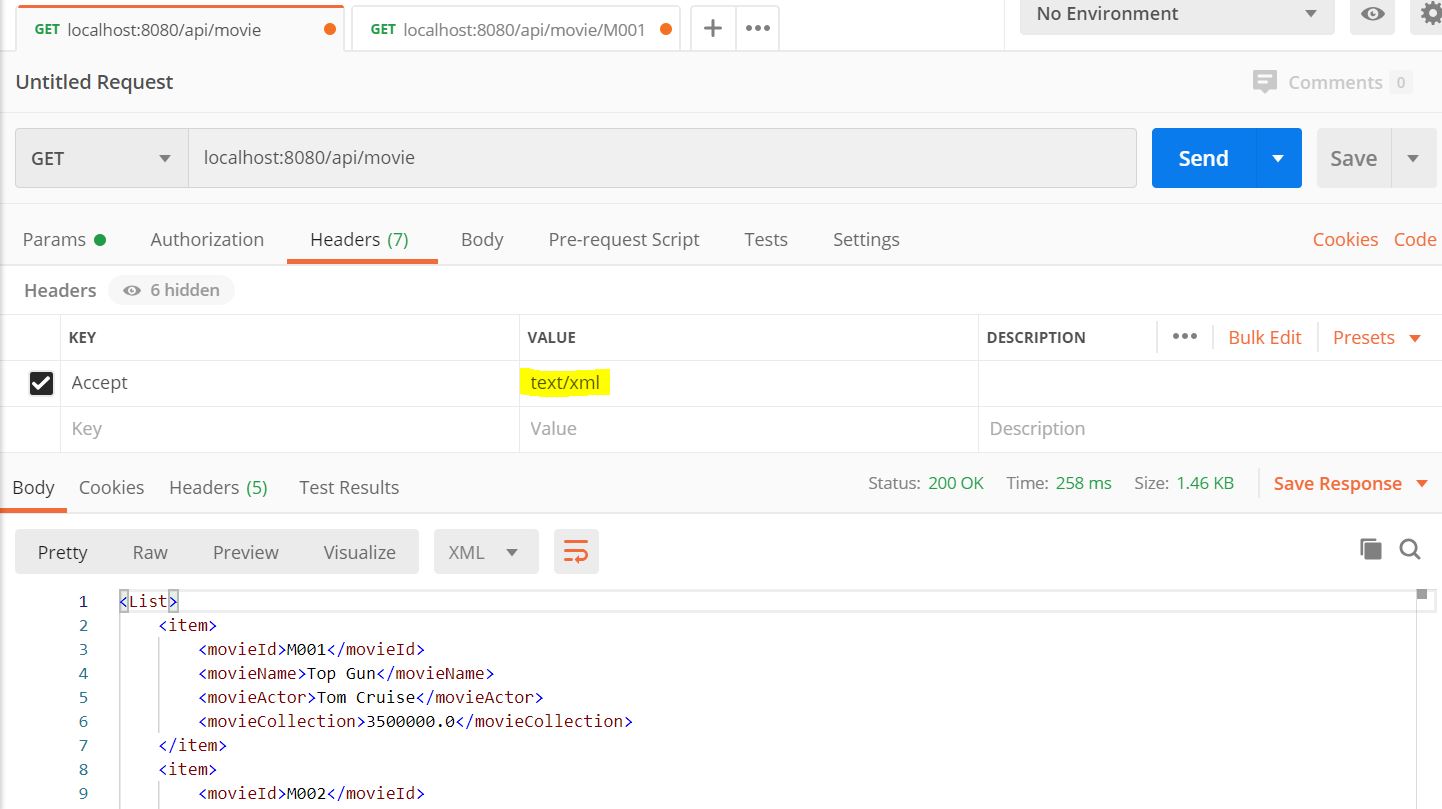 GET localhost:8080/api/movie GET localhost:8080/api/movie/M001 + ••• No Environment
Untitled Request Comments 0
GET localhost:8080/api/movie Send Save
Params Authorization Headers (7) Body Pre-request Script Tests Settings Cookies Code
Headers 6 hidden
KEY VALUE DESCRIPTION ••• Bulk Edit Presets
Accept text/xml
Key Value Description
Body Cookies Headers (5) Test Results Status: 200 OK Time: 258 ms Size: 1.46 KB Save Response
Pretty Raw Preview Visualize XML
1 <List>
2 <item>
3 <movieId>M001</movieId>
4 <movieName>Top Gun</movieName>
5 <movieActor>Tom Cruise</movieActor>
6 <movieCollection>3500000.0</movieCollection>
7 </item>
8 <item>
9 <movieId>M002</movieId>